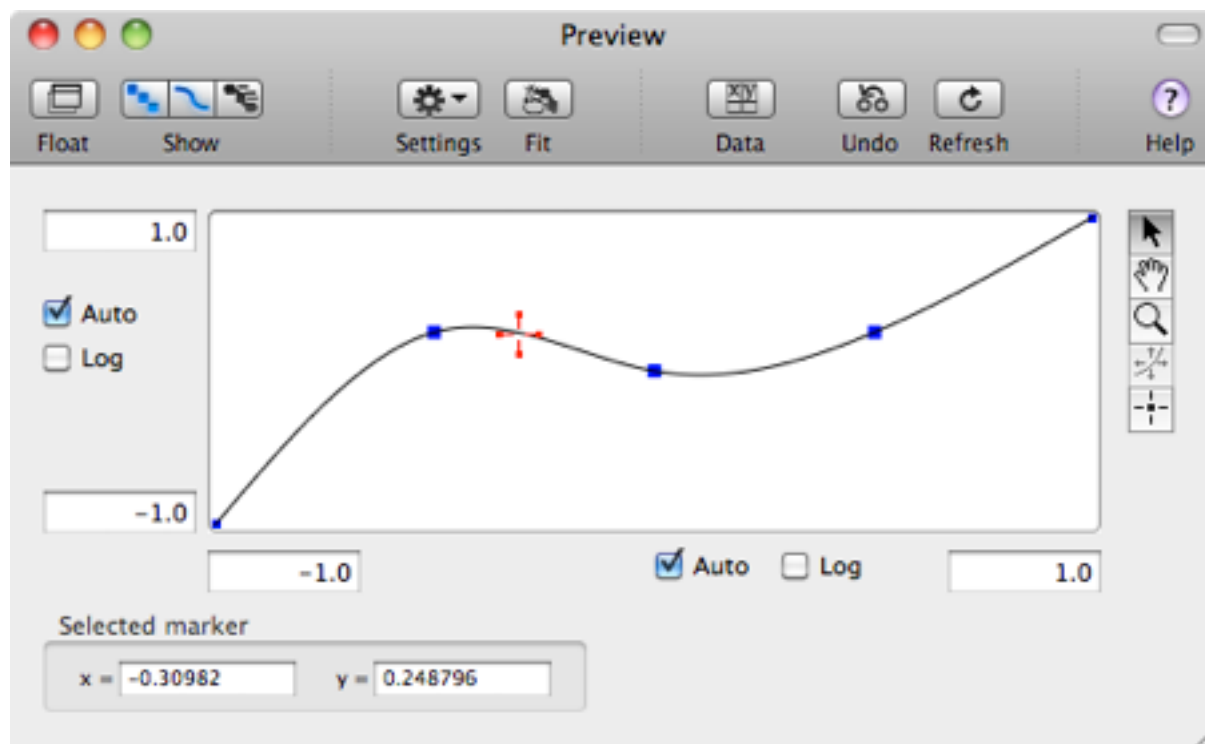 Preview
Float Show Settings Fit Data Undo Refresh Help
1.0
Auto
Log
-1.0
-1.0 Auto Log 1.0
Selected marker
x = -0.30982 y = 0.248796